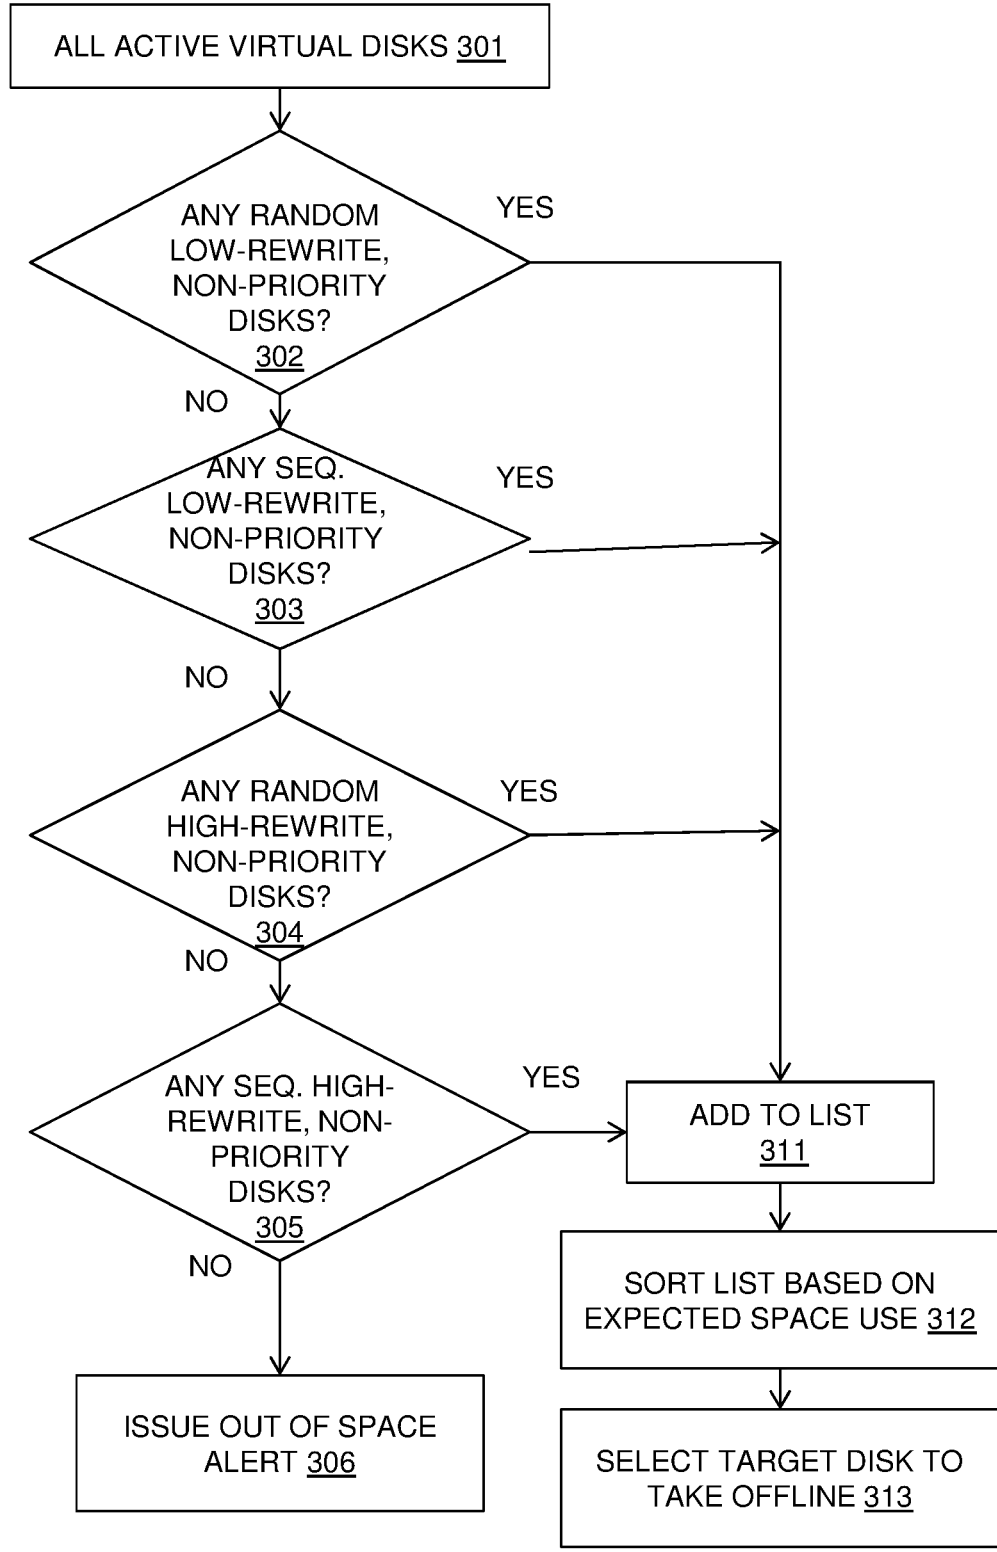 ALL ACTIVE VIRTUAL DISKS 301
ANY RANDOM
LOW-REWRITE,
NON-PRIORITY
DISKS?
302
YES
NO
ANY SEQ.
LOW-REWRITE,
NON-PRIORITY
DISKS?
303
YES
NO
ANY RANDOM
HIGH-REWRITE,
NON-PRIORITY
DISKS?
304
YES
NO
ANY SEQ. HIGH-
REWRITE, NON-
PRIORITY
DISKS?
305
YES
NO
ADD TO LIST
311
SORT LIST BASED ON
EXPECTED SPACE USE 312
ISSUE OUT OF SPACE
ALERT 306
SELECT TARGET DISK TO
TAKE OFFLINE 313